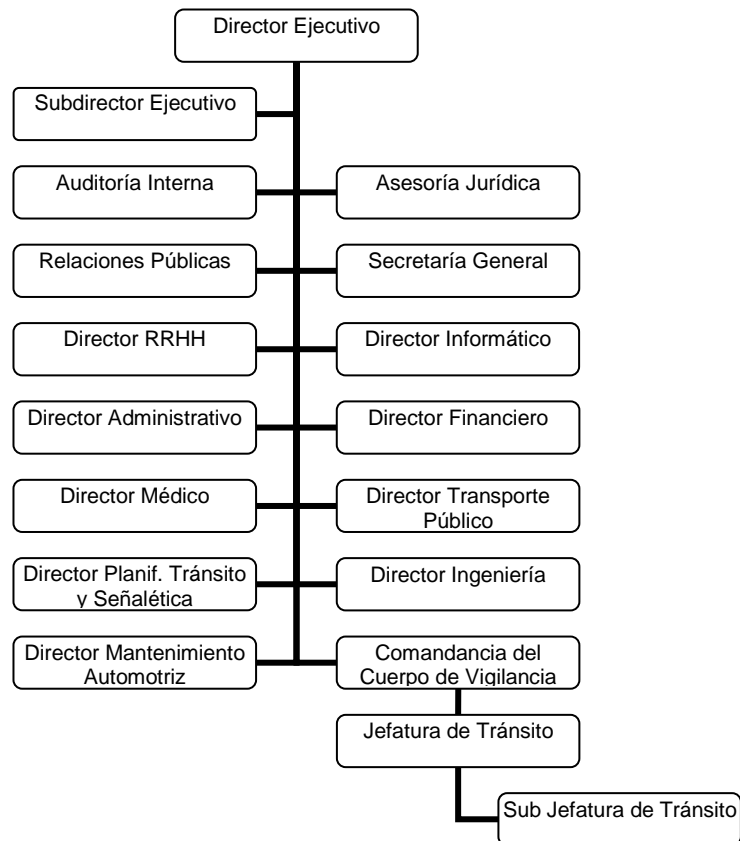 Director Ejecutivo
Subdirector Ejecutivo
Auditoría Interna
Asesoría Jurídica
Relaciones Públicas
Secretaría General
Director RRHH
Director Informático
Director Administrativo
Director Financiero
Director Médico
Director Transporte
Público
Director Planif. Tránsito
y Señalética
Director Ingeniería
Director Mantenimiento
Automotriz
Comandancia del
Cuerpo de Vigilancia
Jefatura de Tránsito
Sub Jefatura de Tránsito